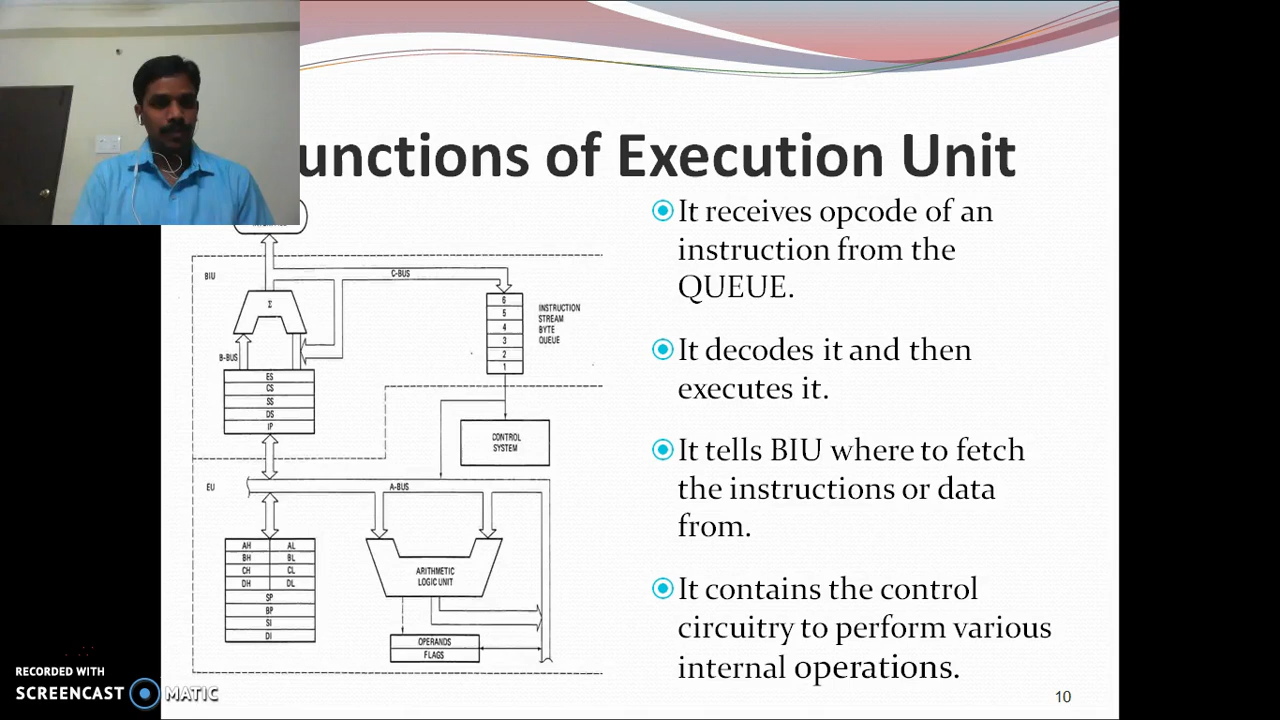 unctions of Execution Unit
It receives opcode of an
instruction from the
QUEUE.
It decodes it and then
executes it.
It tells BIU where to fetch
the instructions or data
from.
It contains the control
circuitry to perform various
internal operations.
BIU
C-BUS
Σ
6
5
4
3
2
1
INSTRUCTION
STREAM
BYTE
QUEUE
B-BUS
ES
CS
SS
DS
IP
CONTROL
SYSTEM
EU
A-BUS
AH AL
BH BL
CH CL
DH DL
SP
BP
SI
DI
ARITHMETIC
LOGIC UNIT
OPERANDS
FLAGS
RECORDED WITH
SCREENCAST MATIC
10